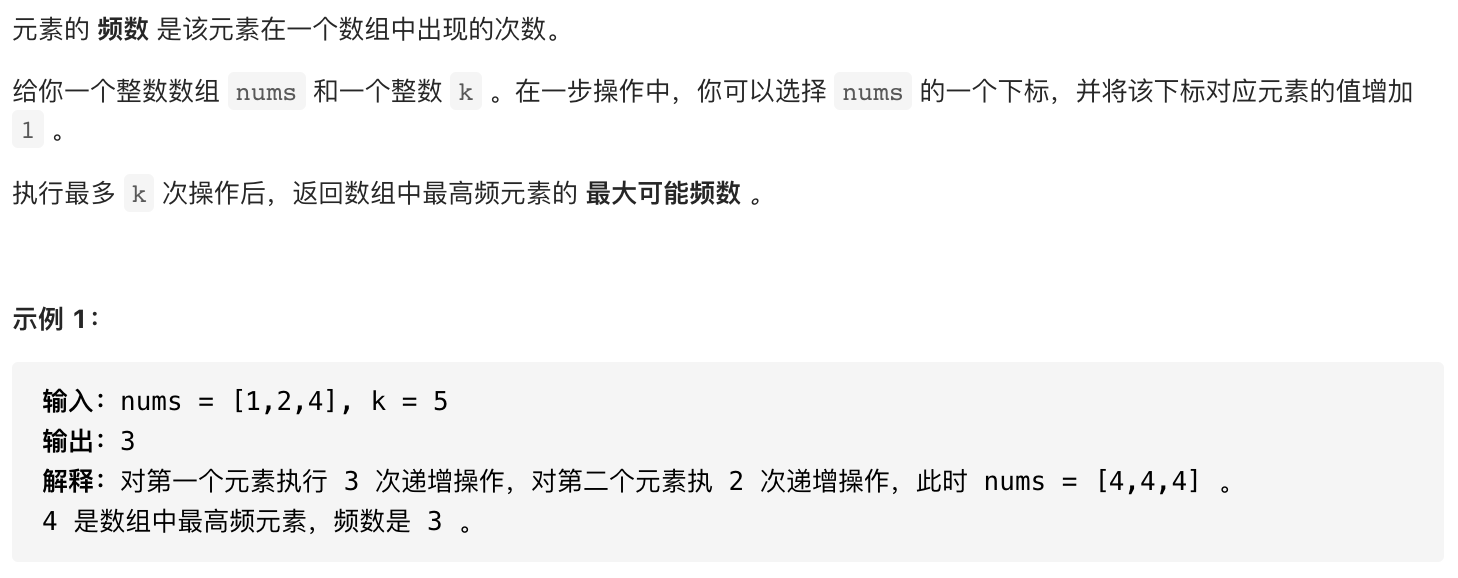 元素的 频数 是该元素在一个数组中出现的次数。
给你一个整数数组 nums 和一个整数 k 。在一步操作中，你可以选择 nums 的一个下标，并将该下标对应元素的值增加
1 。
执行最多 k 次操作后，返回数组中最高频元素的 最大可能频数 。
示例 1：
输入：nums = [1,2,4], k = 5
输出：3
解释：对第一个元素执行 3 次递增操作，对第二个元素执 2 次递增操作，此时 nums = [4,4,4] 。
4 是数组中最高频元素，频数是 3 。